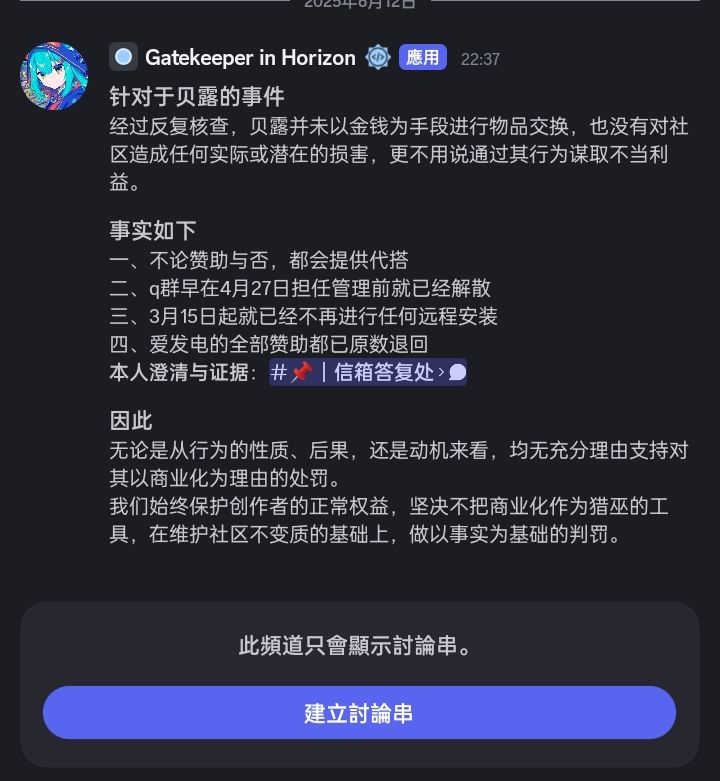 2025年8月12日
Gatekeeper in Horizon 應用 22:37
针对于贝露的事件
经过反复核查，贝露并未以金钱为手段进行物品交换，也没有对社
区造成任何实际或潜在的损害，更不用说通过其行为谋取不当利
益。
事实如下
一、不论赞助与否，都会提供代搭
二、q群早在4月27日担任管理前就已经解散
三、3月15日起就已经不再进行任何远程安装
四、爱发电的全部赞助都已原数退回
本人澄清与证据：#📌｜信箱答复处 ›
因此
无论是从行为的性质、后果，还是动机来看，均无充分理由支持对
其以商业化为理由的处罚。
我们始终保护创作者的正常权益，坚决不把商业化作为猎巫的工
具，在维护社区不变质的基础上，做以事实为基础的判罚。
此頻道只會顯示討論串。
建立討論串